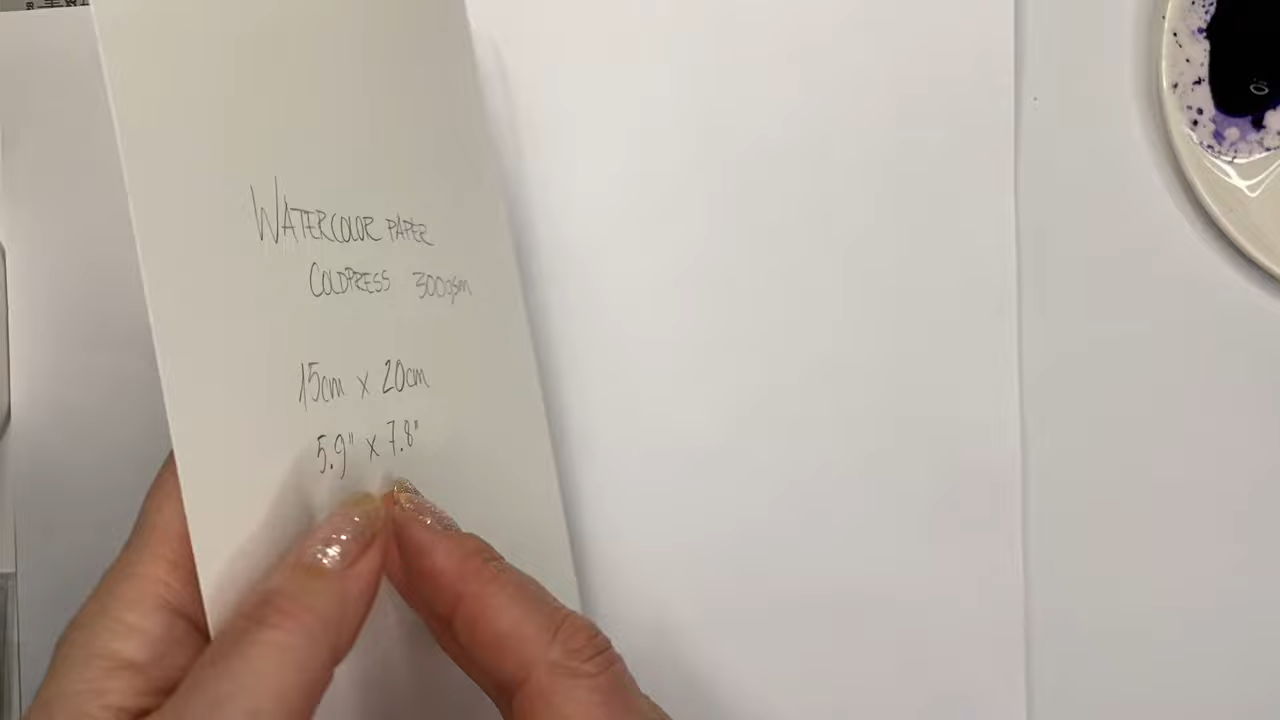 WATERCOLOR PAPER
COLDPRESS 300gsm
15cm x 20cm
5.9" x 7.8"